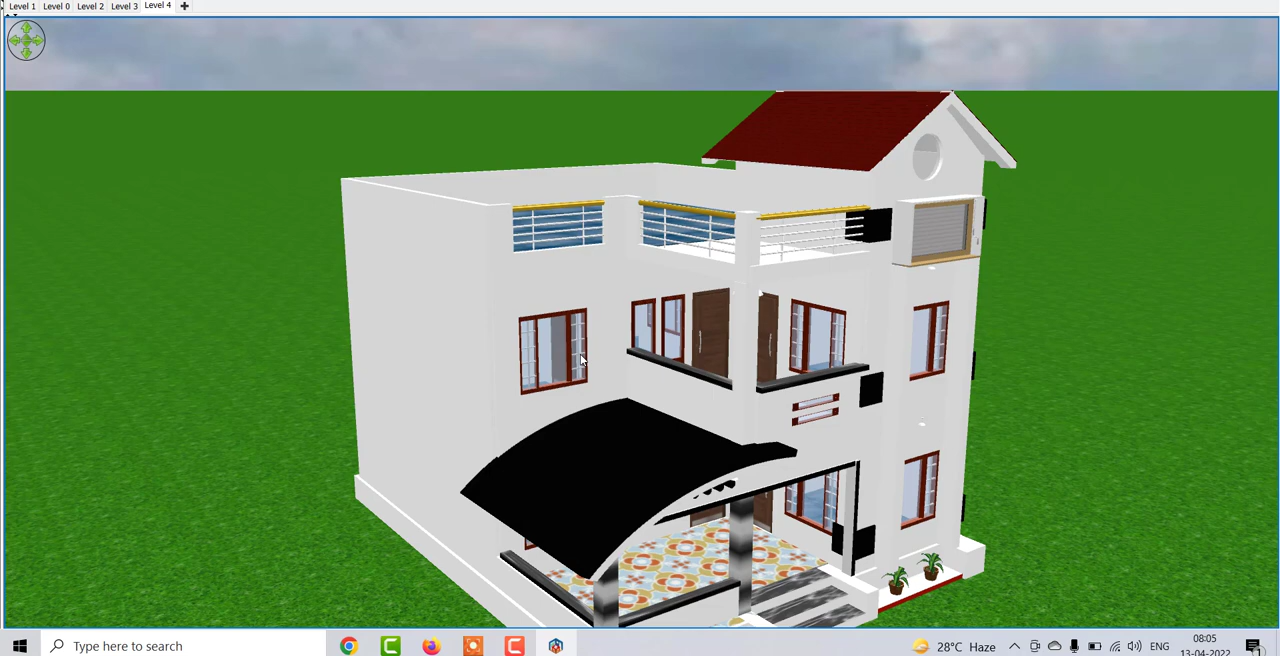 Level 1 Level 0 Level 2 Level 3 Level 4
Type here to search
28°C Haze
ENG
08:05
13-04-2022
1